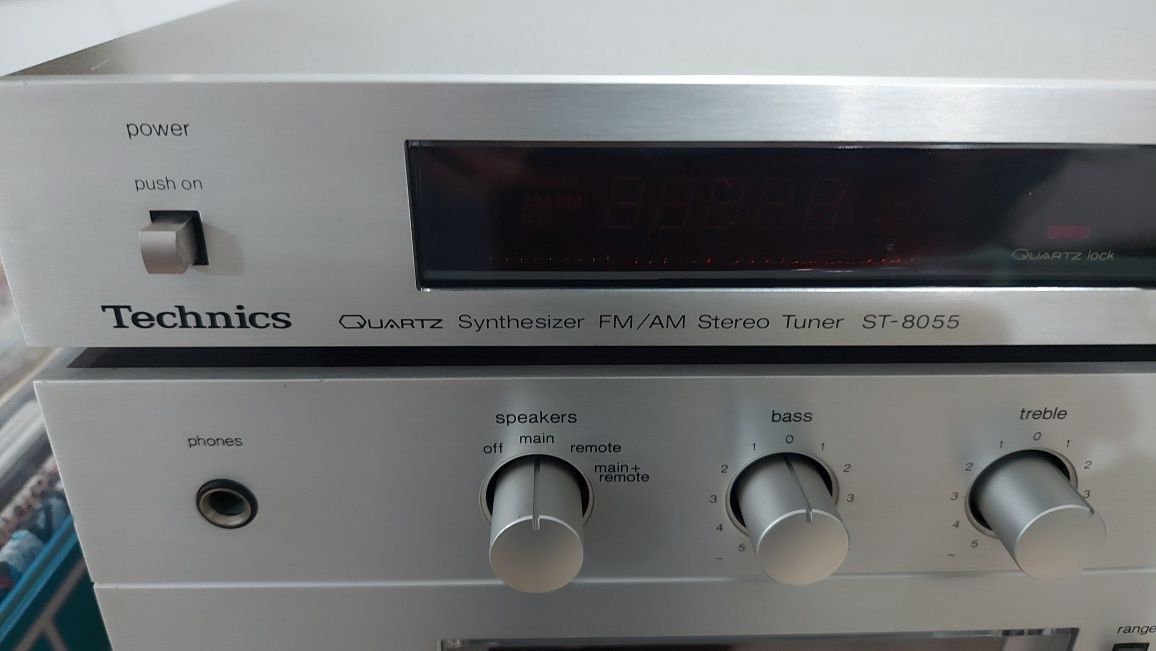 power
push on
AM PM
QUARTZ lock
Technics QUARTZ Synthesizer FM/AM Stereo Tuner ST-8055
phones
speakers
off main remote
main+
remote
bass
2 1 0 1 2
3 3
4
5
-
treble
2 1 0 1 2
3 3
4
5
-
range